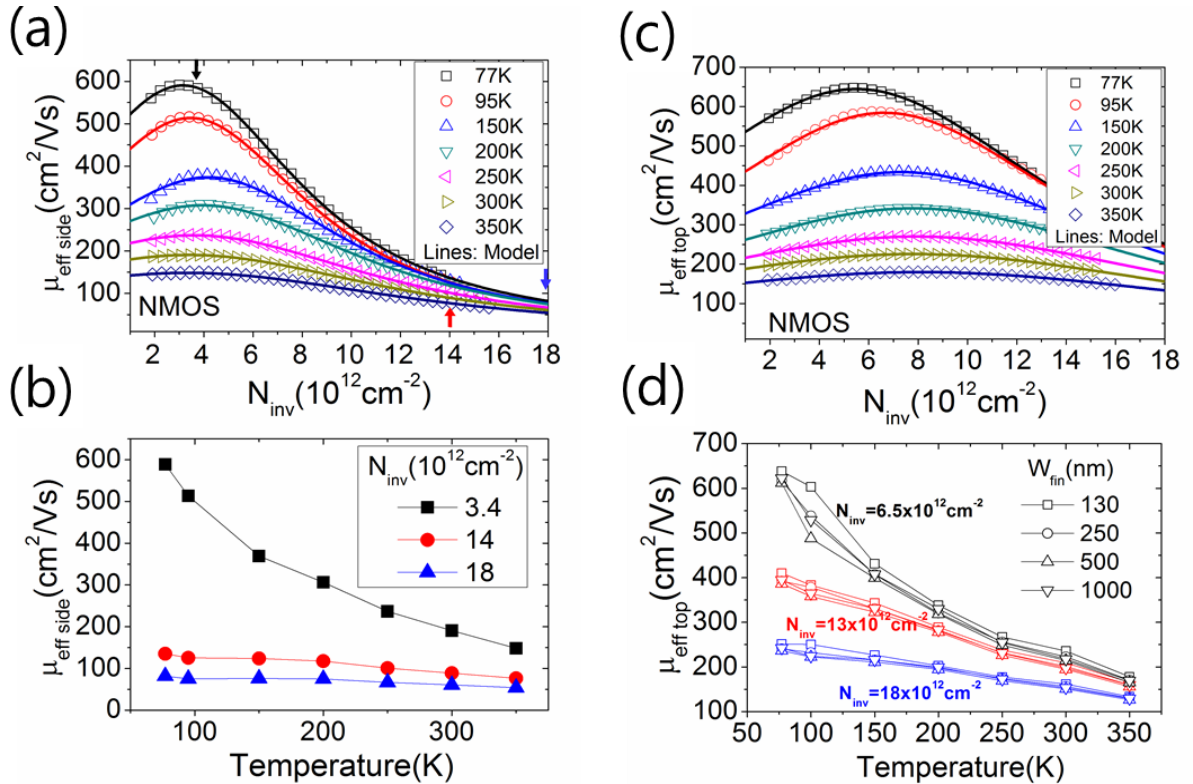 (a)
μeff side(cm²/Vs)
600
500
400
300
200
100
77K
95K
150K
200K
250K
300K
350K
Lines: Model
NMOS
2 4 6 8 10 12 14 16 18
Ninv(10¹²cm⁻²)
(c)
μeff top(cm²/Vs)
700
600
500
400
300
200
100
0
77K
95K
150K
200K
250K
300K
350K
Lines: Model
NMOS
2 4 6 8 10 12 14 16 18
Ninv(10¹²cm⁻²)
(b)
μeff side(cm²/Vs)
600
500
400
300
200
100
0
Ninv(10¹²cm⁻²)
3.4
14
18
100 200 300
Temperature(K)
(d)
μeff top(cm²/Vs)
700
600
500
400
300
200
100
Wfin(nm)
130
250
500
1000
Ninv=6.5x10¹²cm⁻²
Ninv=13x10¹²cm⁻²
Ninv=18x10¹²cm⁻²
50 100 150 200 250 300 350
Temperature(K)